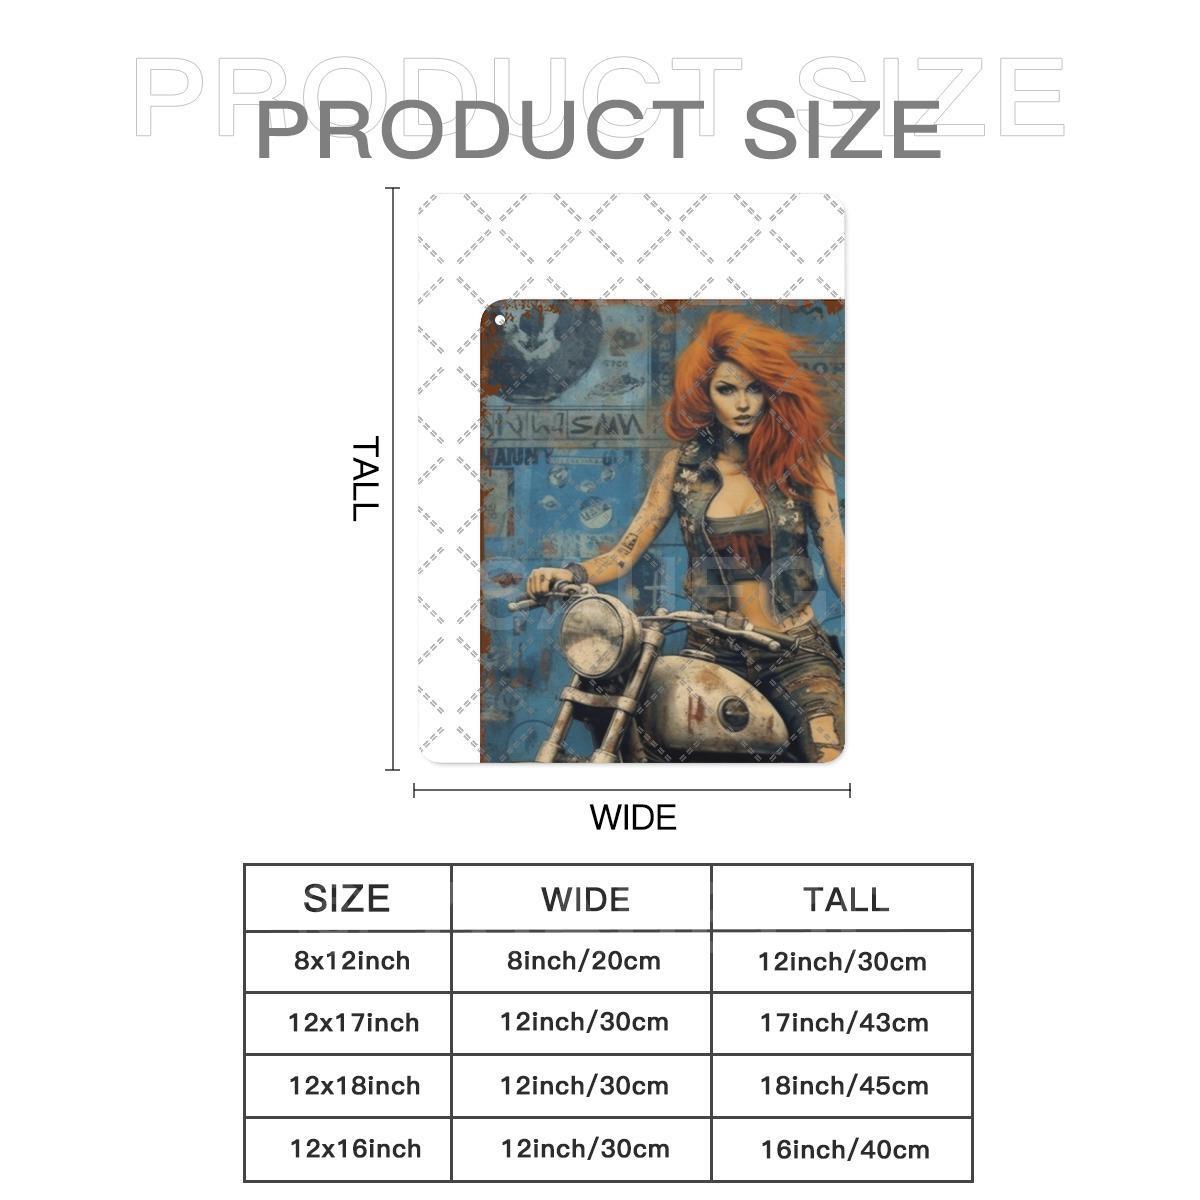 PRODUCT SIZE
PRODUCT SIZE
TALL
WIDE
SIZE WIDE TALL
8x12inch 8inch/20cm 12inch/30cm
12x17inch 12inch/30cm 17inch/43cm
12x18inch 12inch/30cm 18inch/45cm
12x16inch 12inch/30cm 16inch/40cm